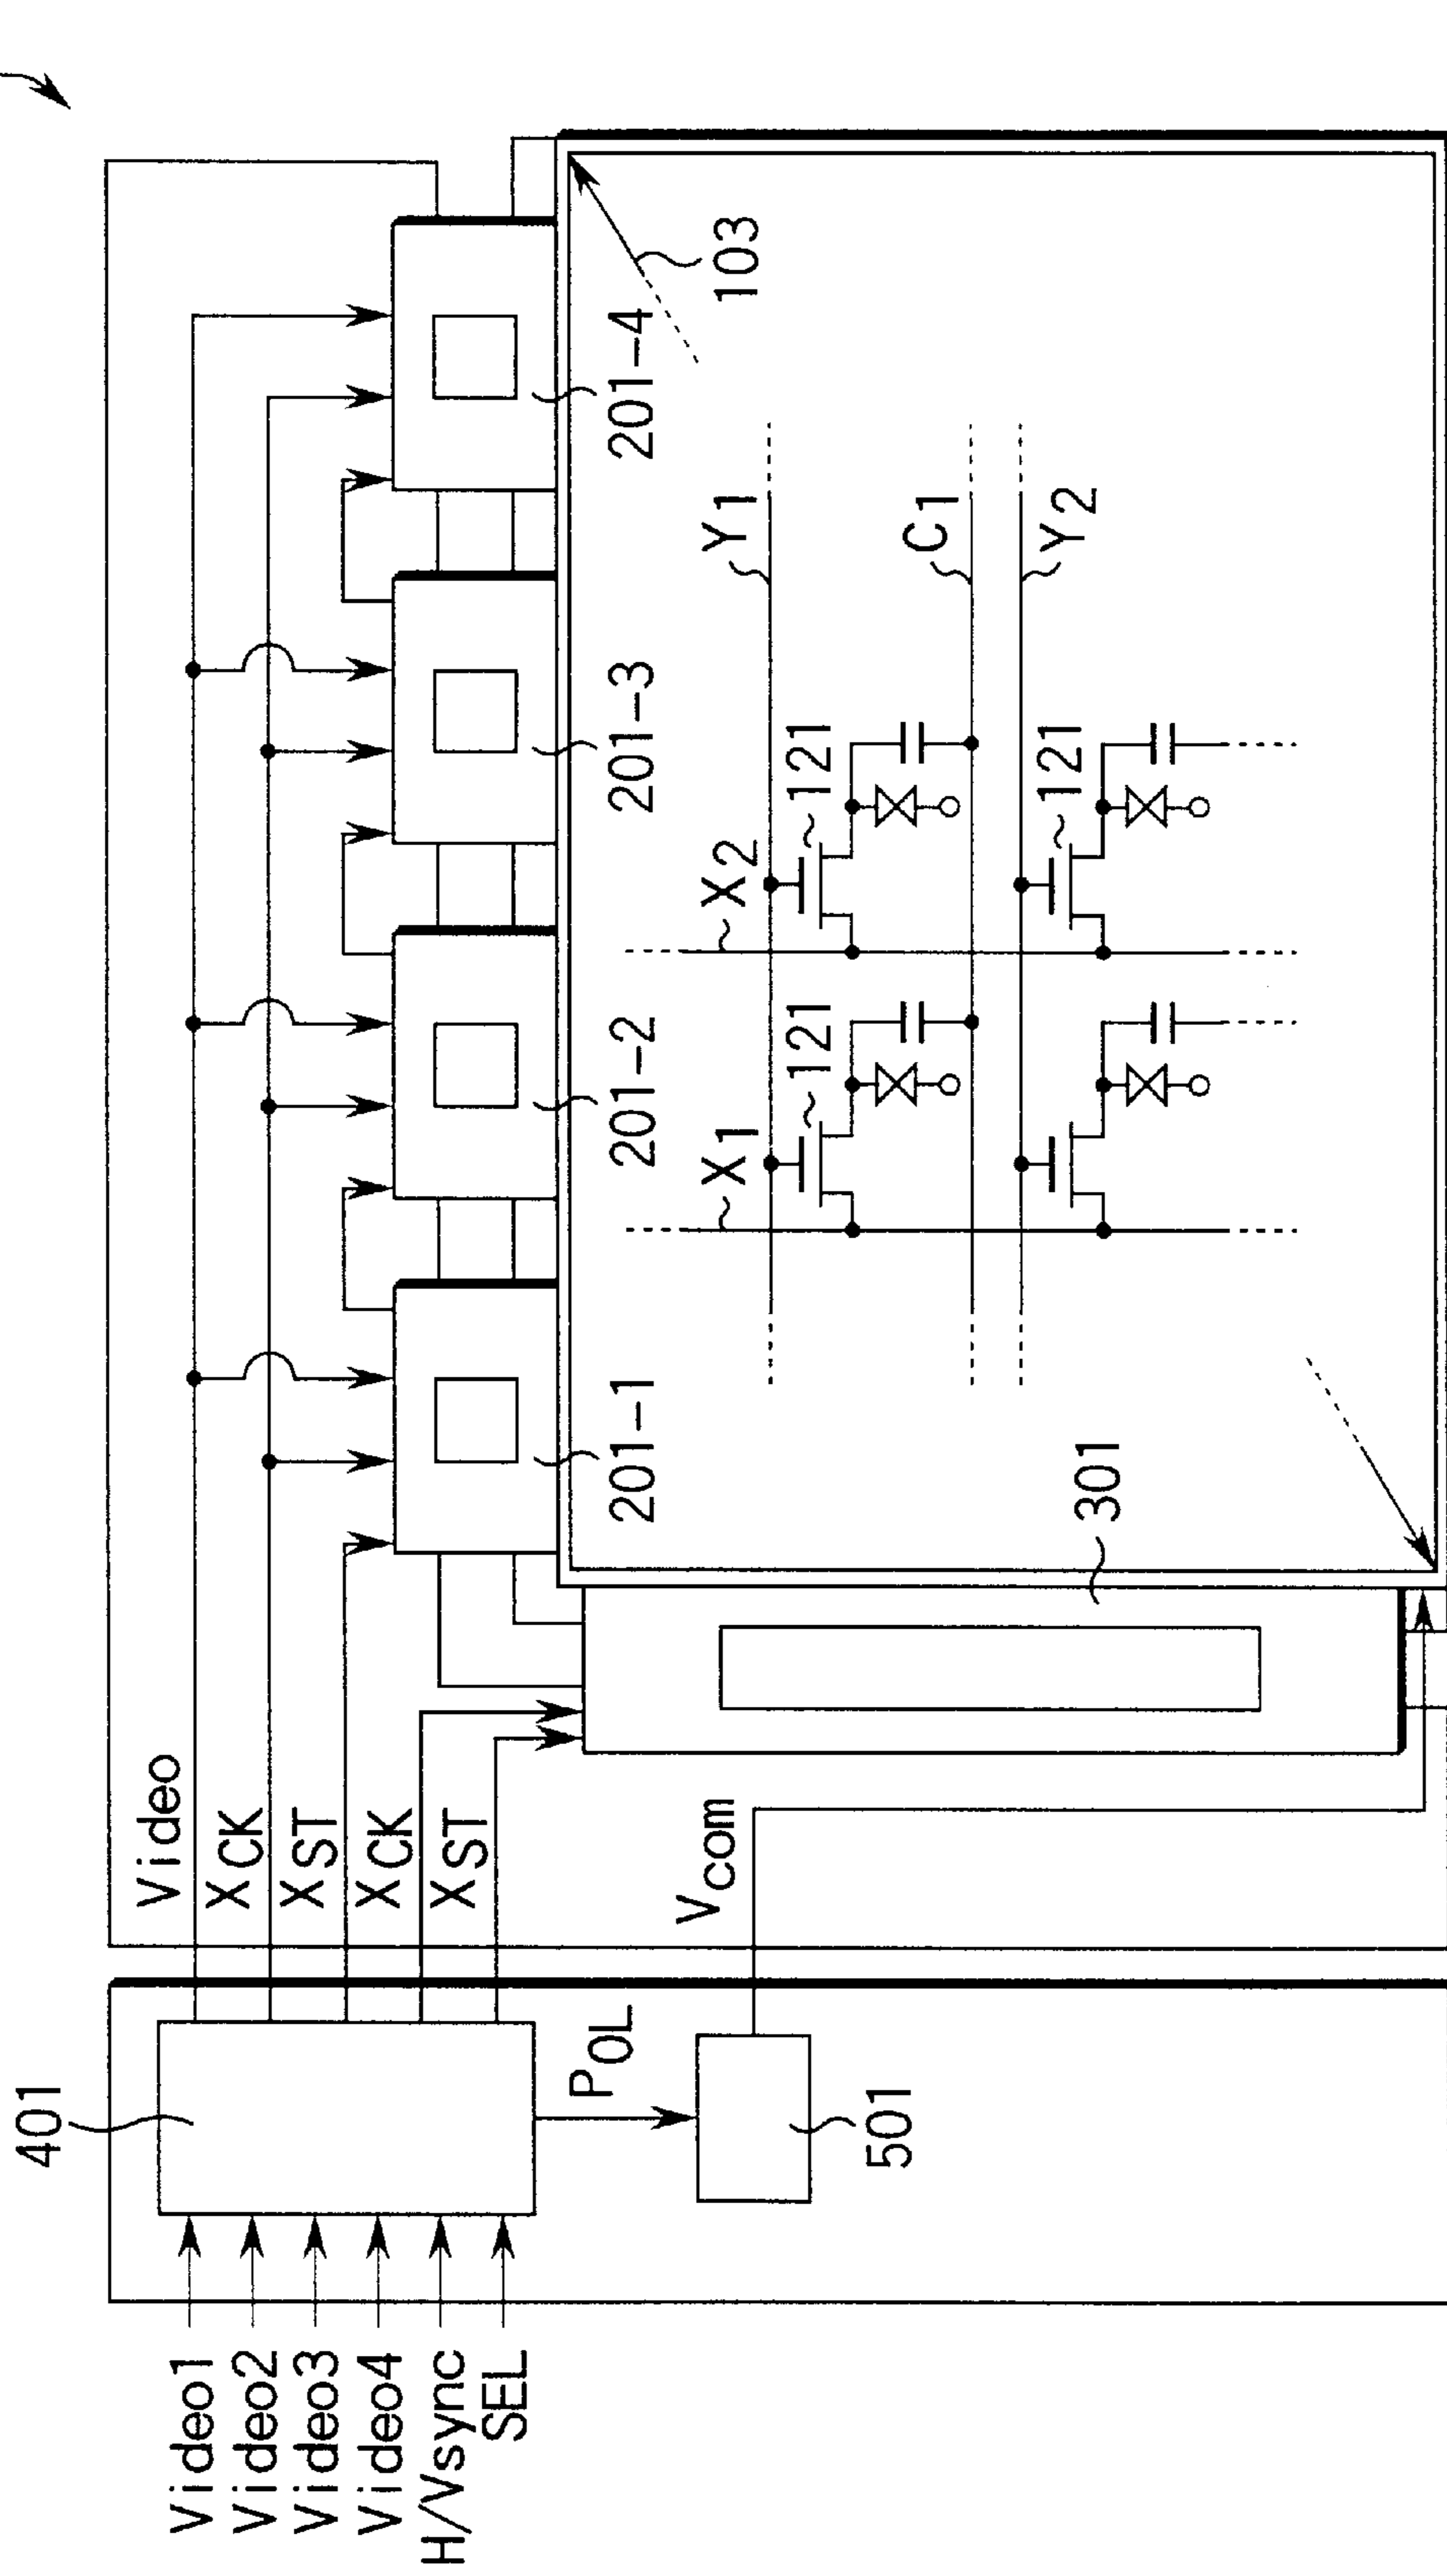 401
Video1
Video2
Video3
Video4
H/Vsync
SEL
Video
XCK
XST
XCK
XST
POL
501
Vcom
201-1
201-2
201-3
201-4
103
301
X1
X2
Y1
C1
Y2
121
121
121